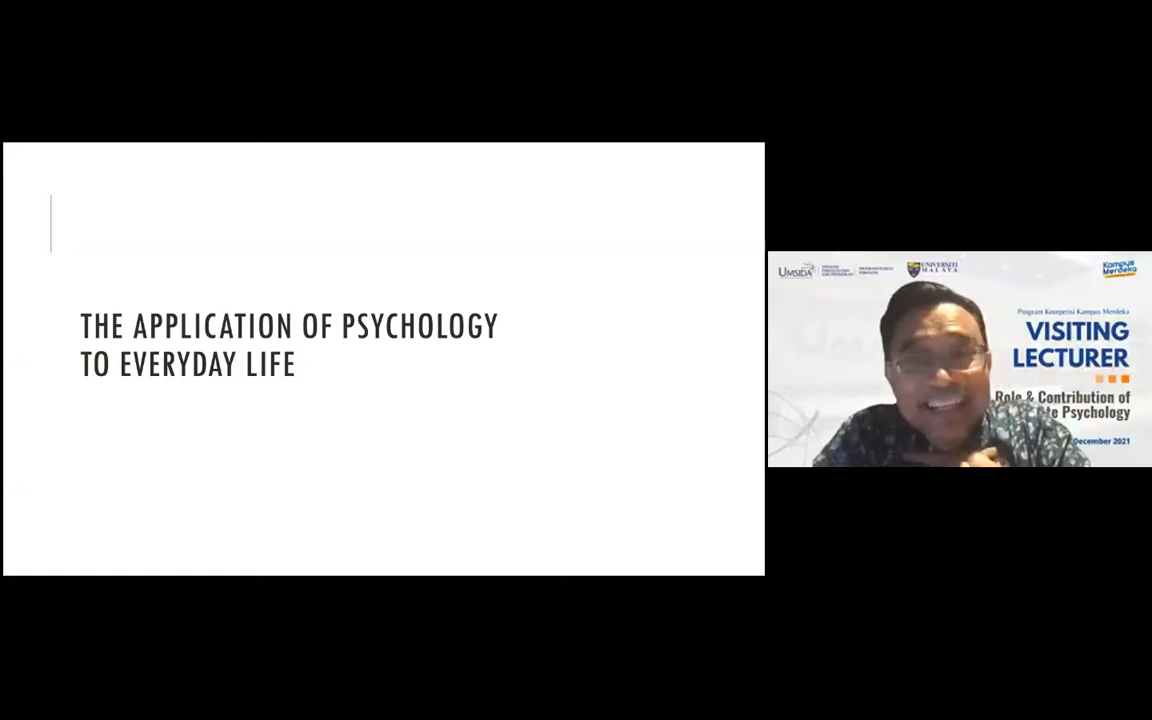 THE APPLICATION OF PSYCHOLOGY
TO EVERYDAY LIFE
UMSIDA
UNIVERSITI
MALAYA
Kampus
Merdeka
Program Kompetisi Kampus Merdeka
VISITING
LECTURER
Role & Contribution of
Psychology
December 2021